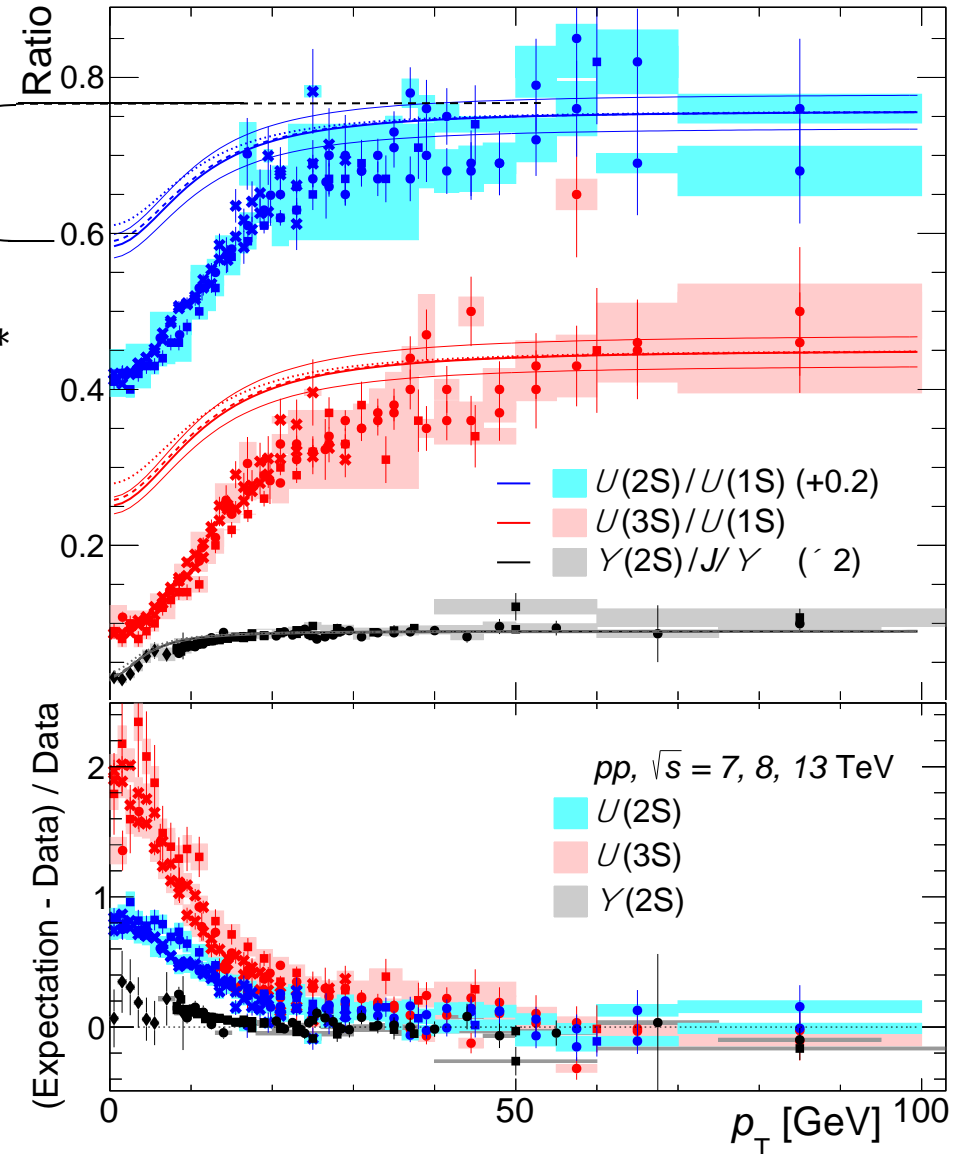 Ratio
0.8
0.6
*
0.4
0.2
U(2S)/U(1S) (+0.2)
U(3S)/U(1S)
Y(2S)/J/Y (´ 2)
(Expectation - Data) / Data
2
1
0
pp, √s = 7, 8, 13 TeV
U(2S)
U(3S)
Y(2S)
0 50 100
p_T [GeV]